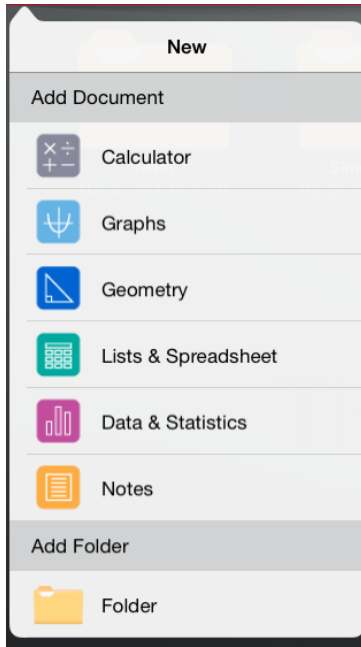 New
Add Document
Calculator
Graphs
Geometry
Lists & Spreadsheet
Data & Statistics
Notes
Add Folder
Folder